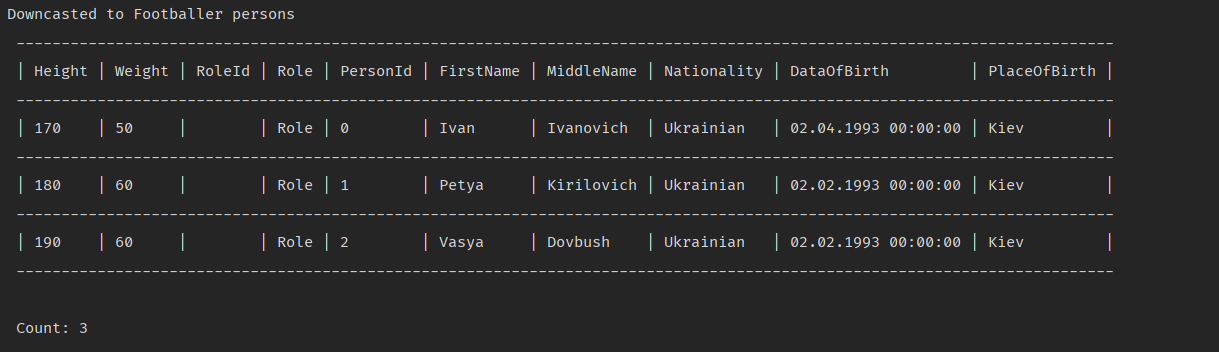 Downcasted to Footballer persons
--------------------------------------------------------------------------------------------------------------------------
| Height | Weight | RoleId | Role | PersonId | FirstName | MiddleName | Nationality | DataOfBirth         | PlaceOfBirth |
--------------------------------------------------------------------------------------------------------------------------
| 170    | 50     |        | Role | 0        | Ivan      | Ivanovich  | Ukrainian   | 02.04.1993 00:00:00 | Kiev         |
--------------------------------------------------------------------------------------------------------------------------
| 180    | 60     |        | Role | 1        | Petya     | Kirilovich | Ukrainian   | 02.02.1993 00:00:00 | Kiev         |
--------------------------------------------------------------------------------------------------------------------------
| 190    | 60     |        | Role | 2        | Vasya     | Dovbush    | Ukrainian   | 02.02.1993 00:00:00 | Kiev         |
--------------------------------------------------------------------------------------------------------------------------
Count: 3